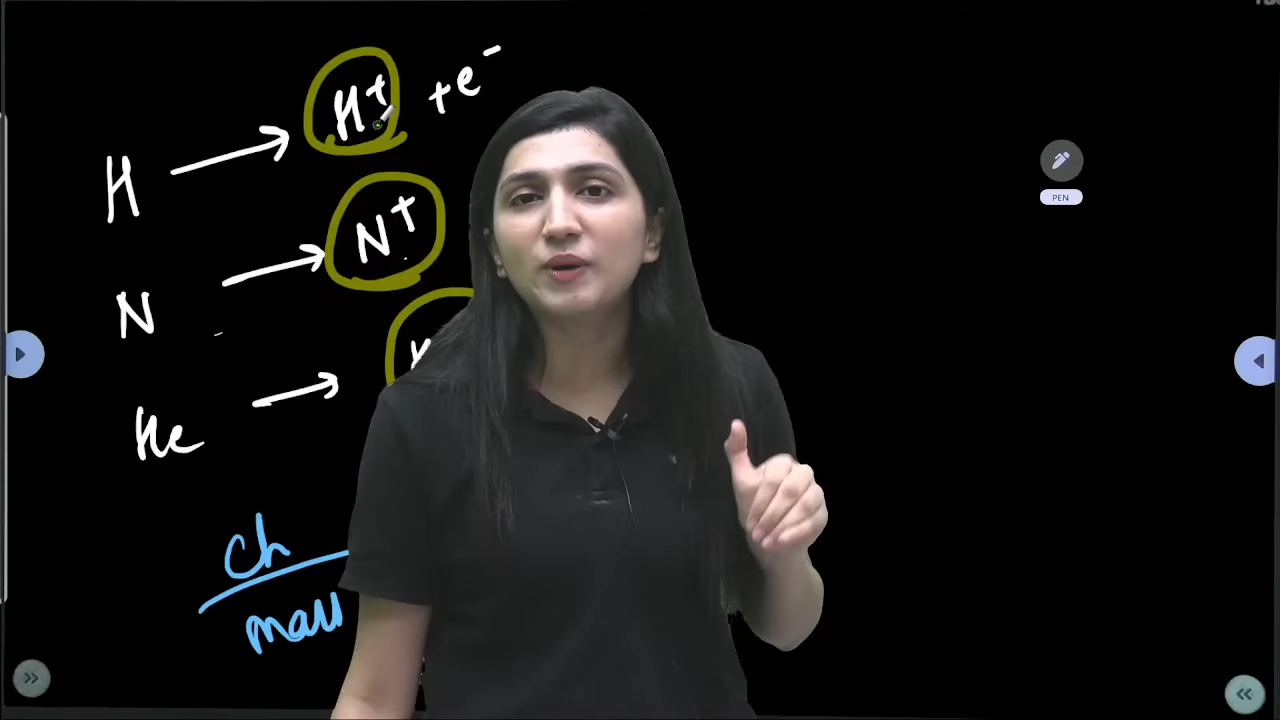 H → H⁺ + e⁻
N → N⁺
He →
Ch
mass
PEN